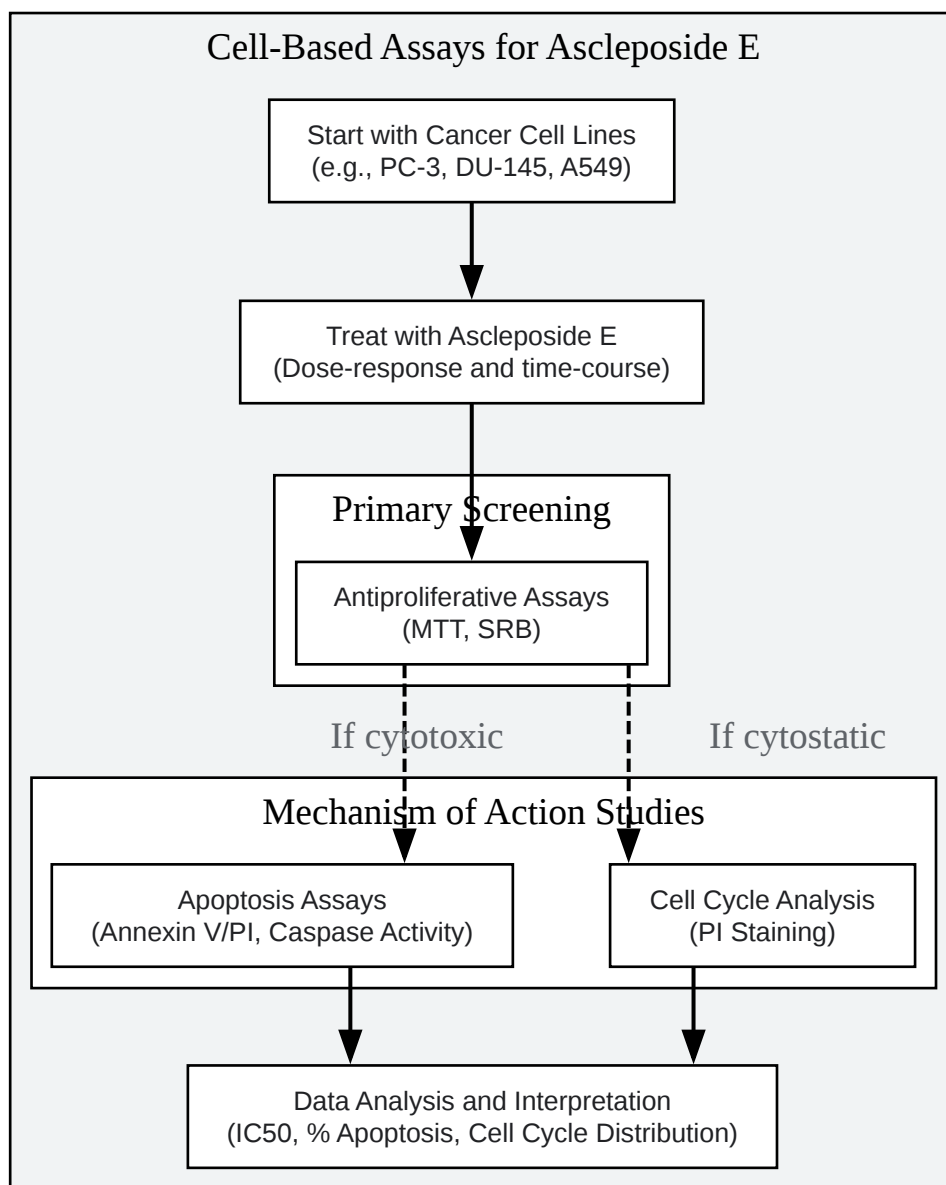 Cell-Based Assays for Ascleposide E
Start with Cancer Cell Lines
(e.g., PC-3, DU-145, A549)
Treat with Ascleposide E
(Dose-response and time-course)
Primary Screening
Antiproliferative Assays
(MTT, SRB)
If cytotoxic
If cytostatic
Mechanism of Action Studies
Apoptosis Assays
(Annexin V/PI, Caspase Activity)
Cell Cycle Analysis
(PI Staining)
Data Analysis and Interpretation
(IC50, % Apoptosis, Cell Cycle Distribution)